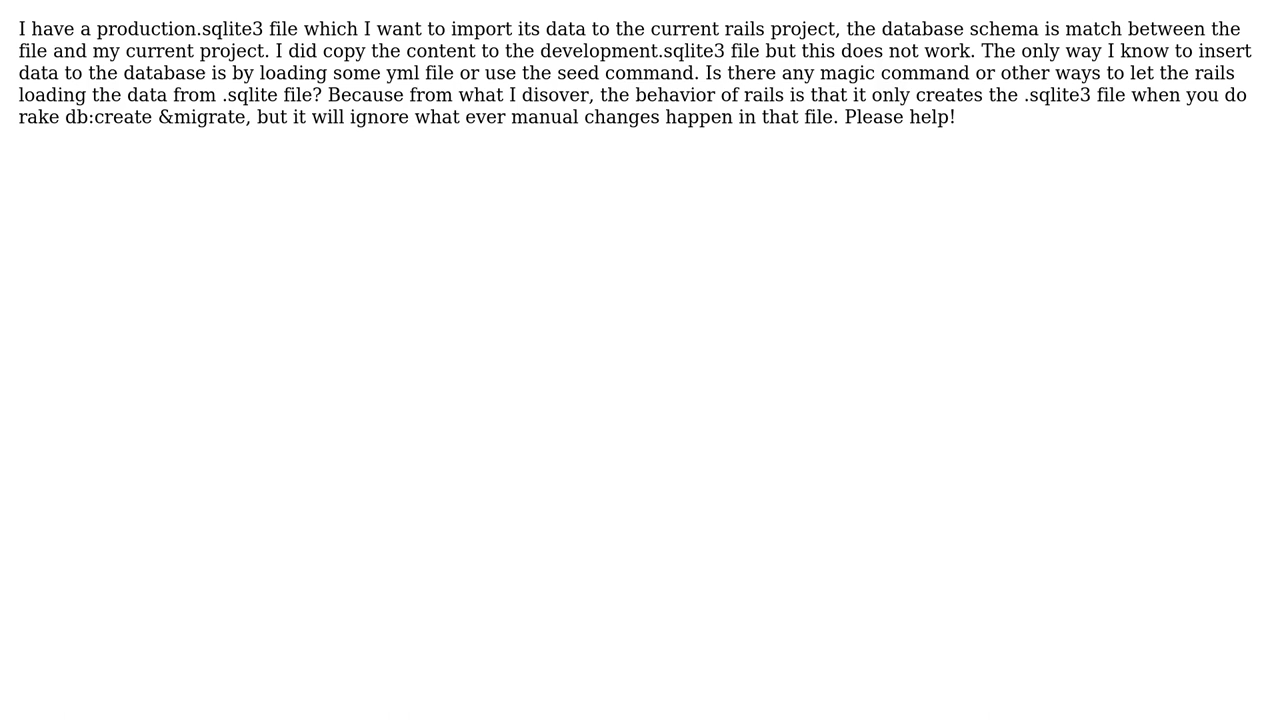 I have a production.sqlite3 file which I want to import its data to the current rails project, the database schema is match between the
file and my current project. I did copy the content to the development.sqlite3 file but this does not work. The only way I know to insert
data to the database is by loading some yml file or use the seed command. Is there any magic command or other ways to let the rails
loading the data from .sqlite file? Because from what I disover, the behavior of rails is that it only creates the .sqlite3 file when you do
rake db:create &migrate, but it will ignore what ever manual changes happen in that file. Please help!